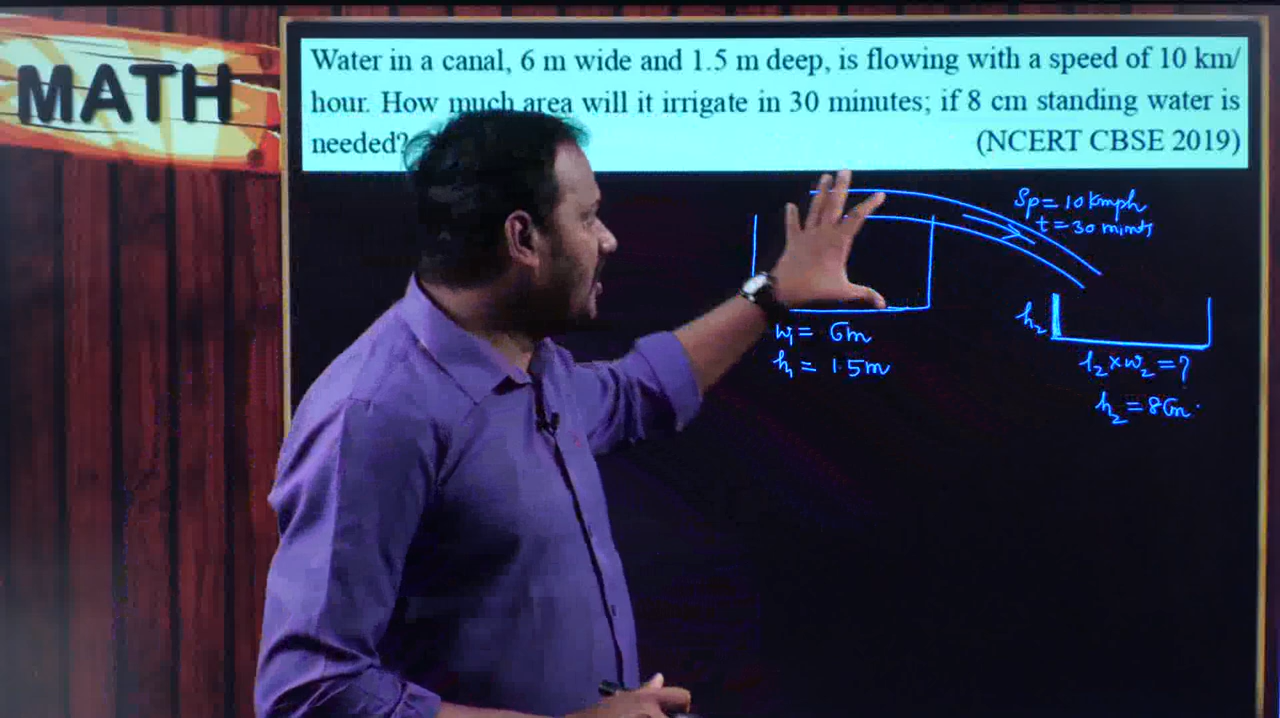 MATH
Water in a canal, 6 m wide and 1.5 m deep, is flowing with a speed of 10 km/
hour. How much area will it irrigate in 30 minutes; if 8 cm standing water is
needed?
(NCERT CBSE 2019)
Sp = 10 kmph
t = 30 mints
h₂
w₁ = 6m
h₁ = 1.5m
l₂ × w₂ = ?
h₂ = 8cm.